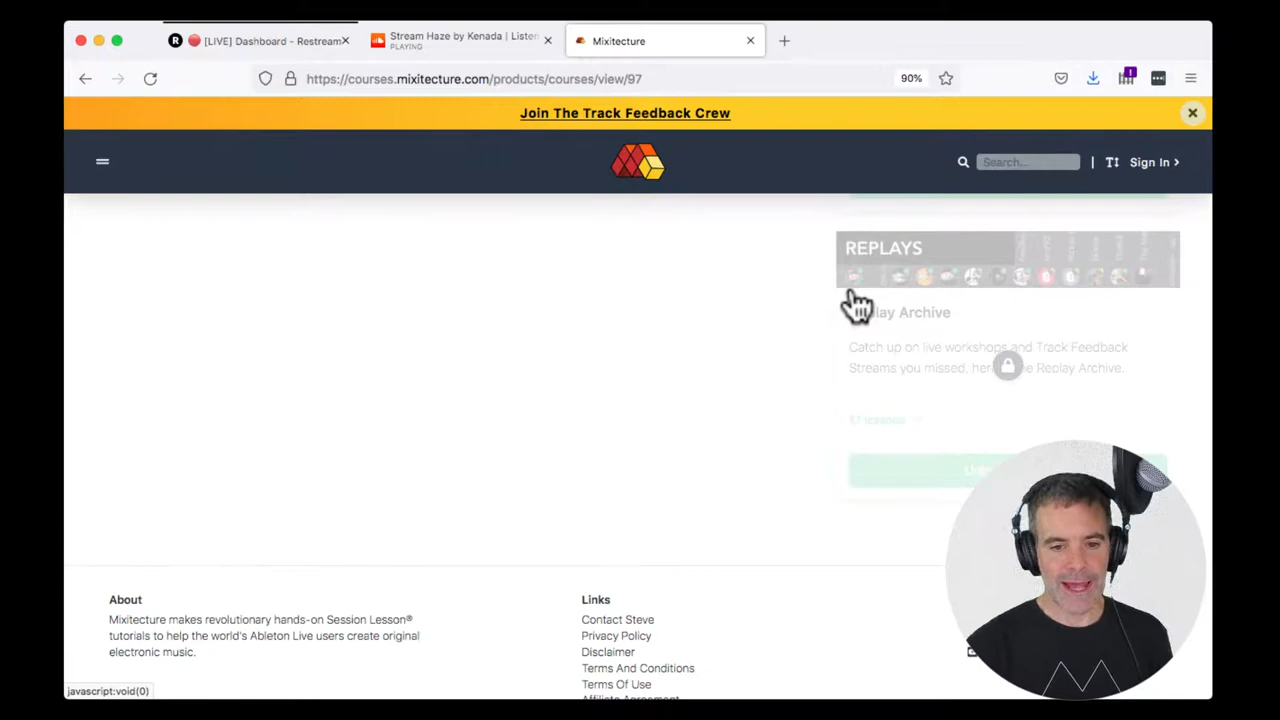 [LIVE] Dashboard - Restream
Stream Haze by Kenada | Listen
PLAYING
Mixitecture
https://courses.mixitecture.com/products/courses/view/97
90%
Join The Track Feedback Crew
Search...
|
Sign In >
REPLAYS
lay Archive
Catch up on live workshops and Track Feedback
Streams you missed, here Replay Archive.
lessons
About
Mixitecture makes revolutionary hands-on Session Lesson®
tutorials to help the world's Ableton Live users create original
electronic music.
Links
Contact Steve
Privacy Policy
Disclaimer
Terms And Conditions
Terms Of Use
Affiliate Agreement
javascript:void(0)